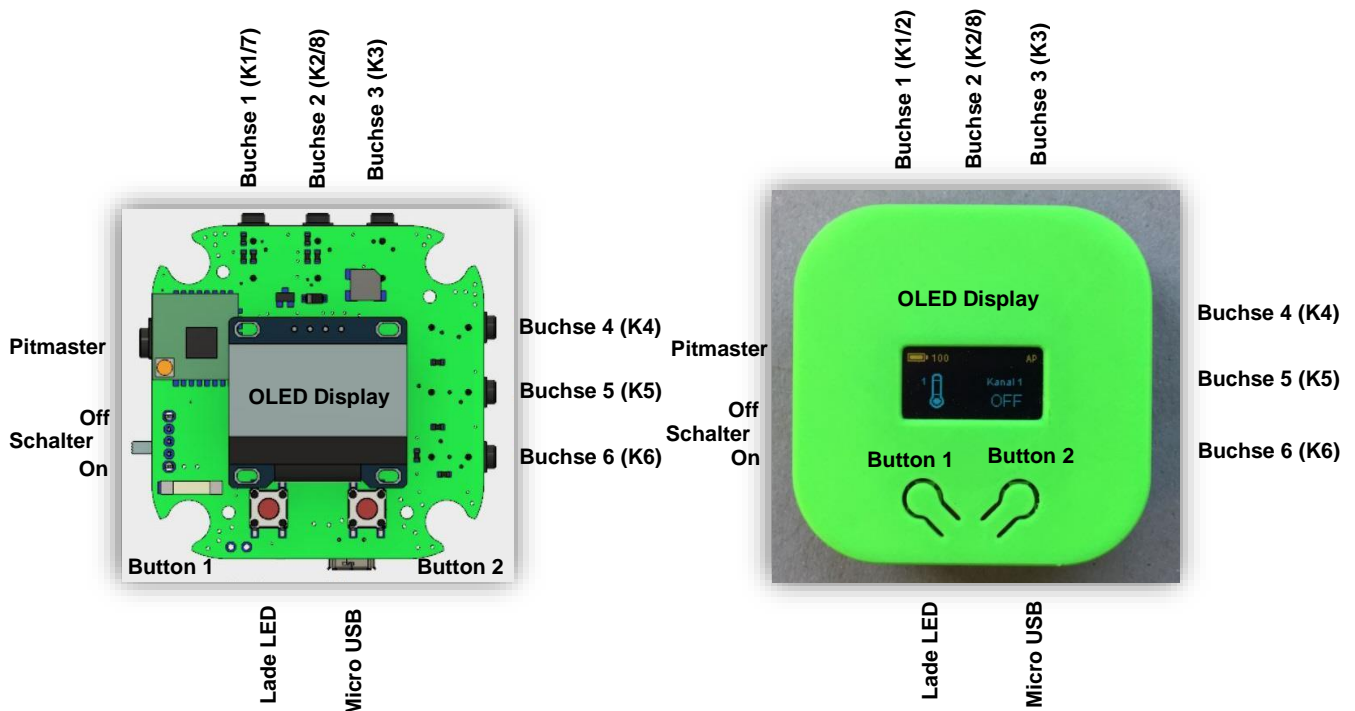 Buchse 1 (K1/7)
Buchse 2 (K2/8)
Buchse 3 (K3)
Pitmaster
Off
Schalter
On
OLED Display
Buchse 4 (K4)
Buchse 5 (K5)
Buchse 6 (K6)
Button 1
Button 2
Lade LED
Micro USB
Buchse 1 (K1/2)
Buchse 2 (K2/8)
Buchse 3 (K3)
Pitmaster
Off
Schalter
On
OLED Display
100
AP
1
Kanal 1
OFF
Button 1
Button 2
Buchse 4 (K4)
Buchse 5 (K5)
Buchse 6 (K6)
Lade LED
Micro USB